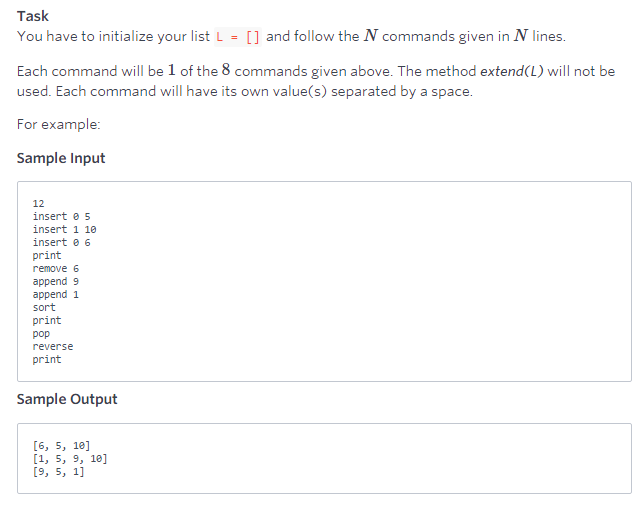 Task
You have to initialize your list L = [] and follow the N commands given in N lines.
Each command will be 1 of the 8 commands given above. The method extend(L) will not be
used. Each command will have its own value(s) separated by a space.
For example:
Sample Input
12
insert 0 5
insert 1 10
insert 0 6
print
remove 6
append 9
append 1
sort
print
pop
reverse
print
Sample Output
[6, 5, 10]
[1, 5, 9, 10]
[9, 5, 1]